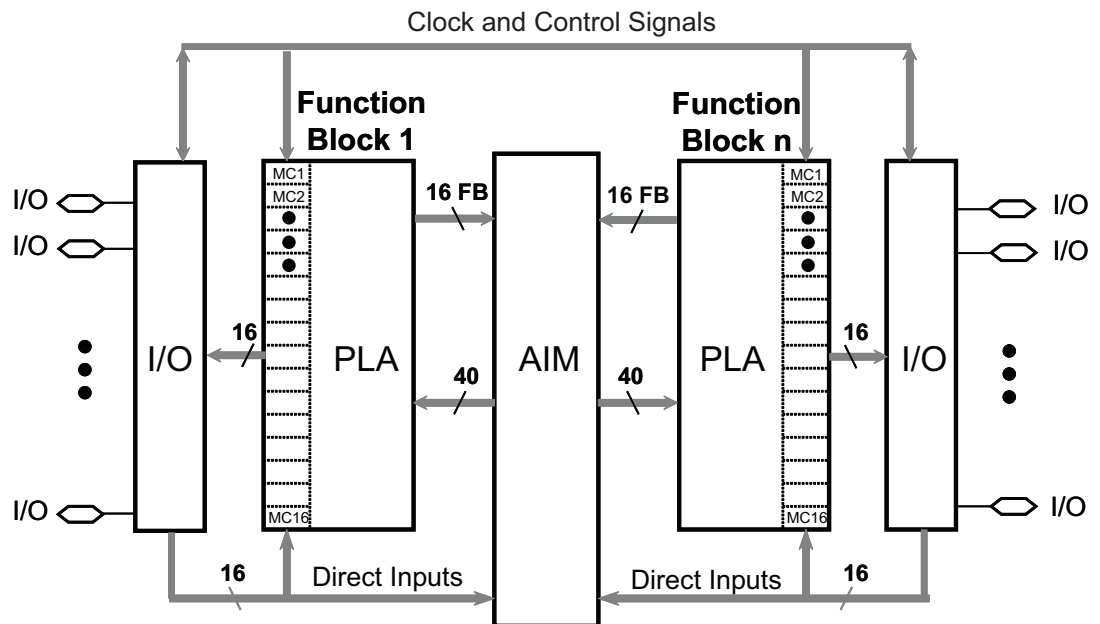 Clock and Control Signals
Function
Block 1
Function
Block n
MC1
MC2
MC16
MC1
MC2
MC16
16 FB
16 FB
I/O
I/O
I/O
I/O
I/O
I/O
I/O
16
PLA
40
AIM
40
PLA
16
I/O
16
Direct Inputs
Direct Inputs
16